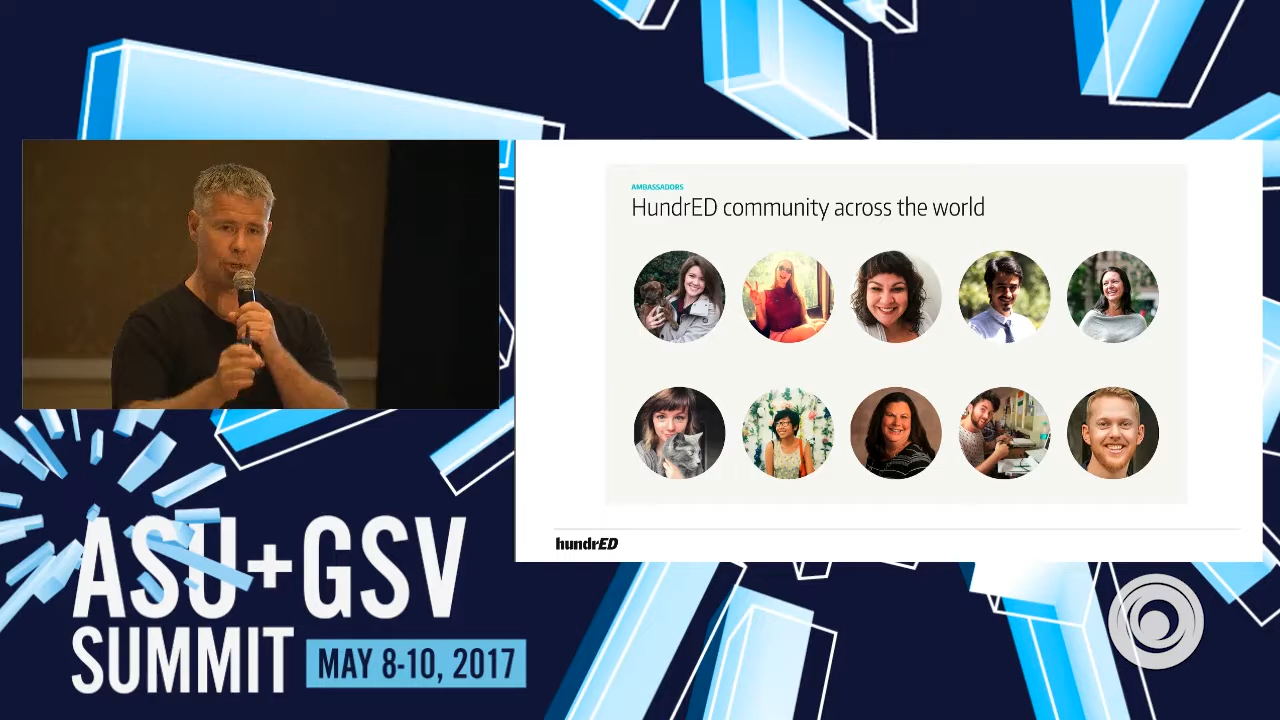 AMBASSADORS
HundrED community across the world
hundrED
ASU+GSV
SUMMIT
MAY 8-10, 2017